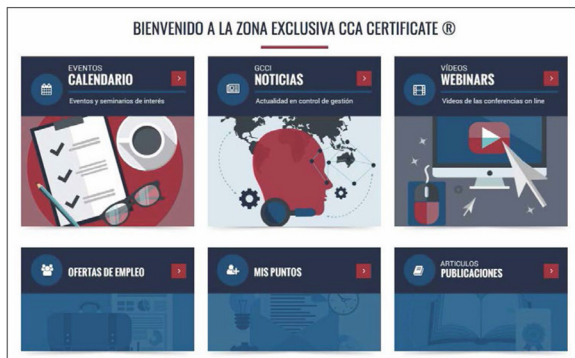 BIENVENIDO A LA ZONA EXCLUSIVA CCA CERTIFICATE ®
EVENTOS
CALENDARIO
Eventos y seminarios de interés
GCCI
NOTICIAS
Actualidad en control de gestión
VÍDEOS
WEBINARS
Videos de las conferencias on line
OFERTAS DE EMPLEO
MIS PUNTOS
ARTICULOS
PUBLICACIONES